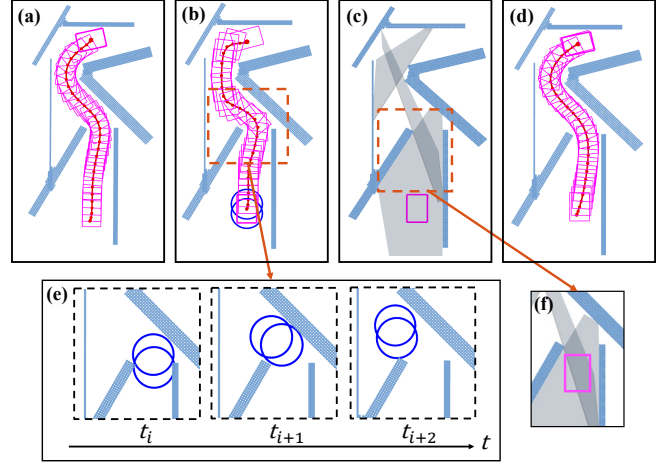 (a) (b) (c) (d)
(e) (f)
t_i t_{i+1} t_{i+2} t